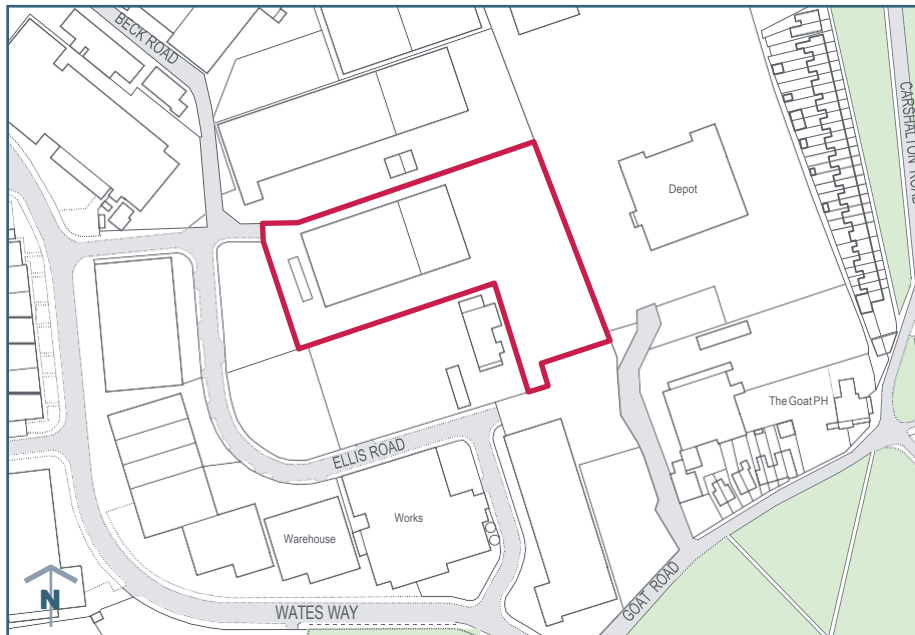 BECK ROAD
CARSHALTON ROAD
Depot
The Goat PH
ELLIS ROAD
Works
Warehouse
GOAT ROAD
N
WATES WAY